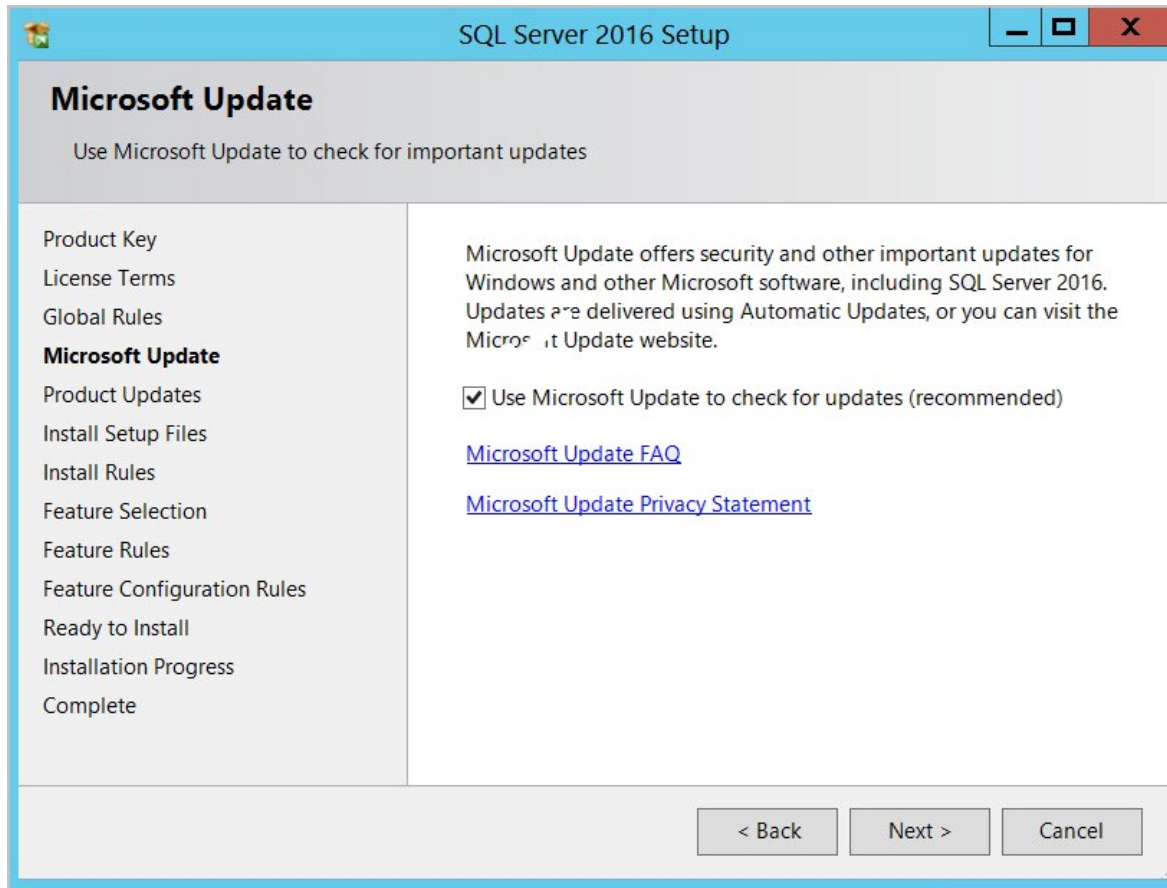 SQL Server 2016 Setup
Microsoft Update
Use Microsoft Update to check for important updates
Product Key
License Terms
Global Rules
Microsoft Update
Product Updates
Install Setup Files
Install Rules
Feature Selection
Feature Rules
Feature Configuration Rules
Ready to Install
Installation Progress
Complete
Microsoft Update offers security and other important updates for
Windows and other Microsoft software, including SQL Server 2016.
Updates are delivered using Automatic Updates, or you can visit the
Microsoft Update website.
Use Microsoft Update to check for updates (recommended)
Microsoft Update FAQ
Microsoft Update Privacy Statement
< Back
Next >
Cancel